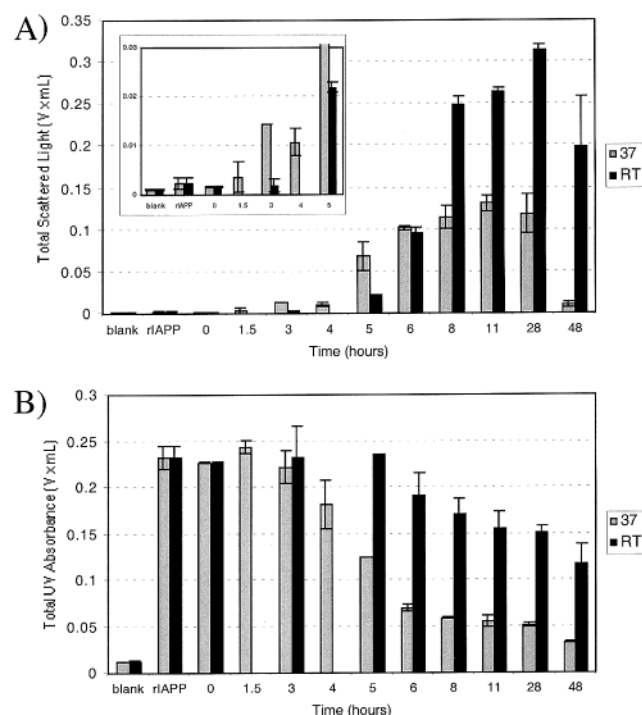 A)
Total Scattered Light (V×mL)
0.35
0.3
0.25
0.2
0.15
0.1
0.05
0
0.03
0.02
0.01
0
blank rIAPP 0 1.5 3 4 5
37
RT
blank rIAPP 0 1.5 3 4 5 6 8 11 28 48
Time (hours)
B)
Total UV Absorbance (V×mL)
0.3
0.25
0.2
0.15
0.1
0.05
0
37
RT
blank rIAPP 0 1.5 3 4 5 6 8 11 28 48
Time (hours)